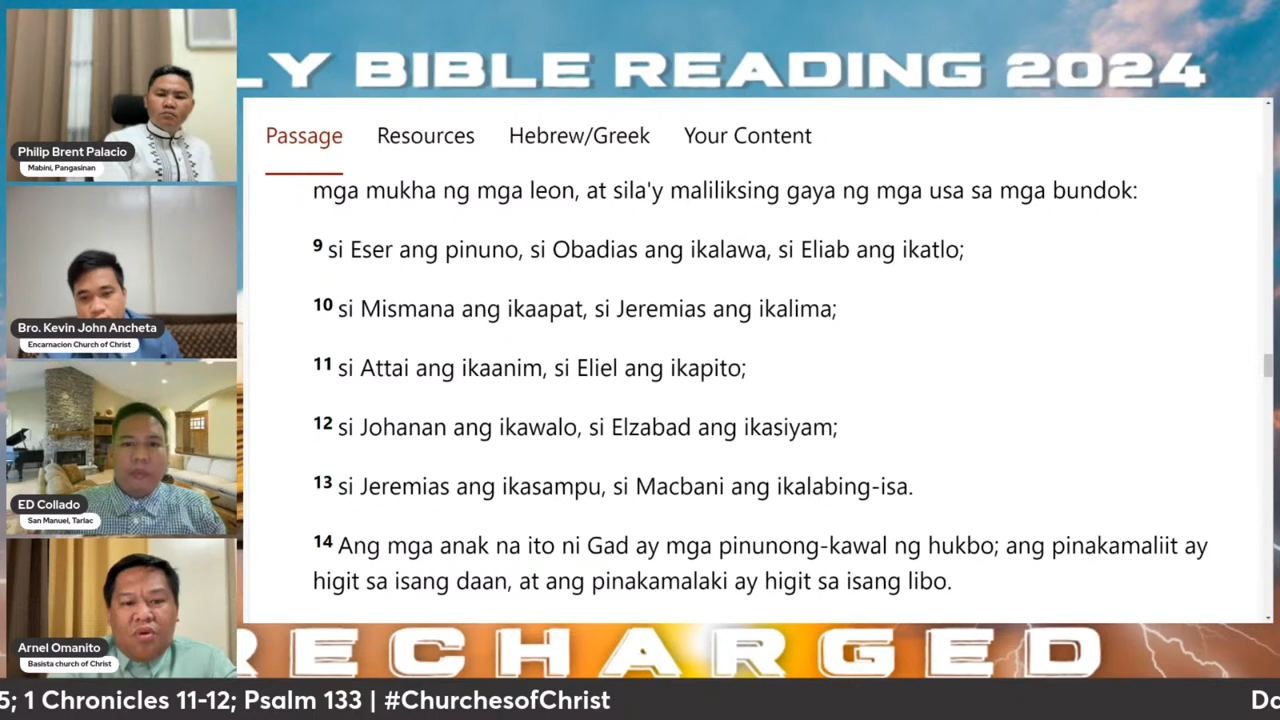 LY BIBLE READING 2024
Passage Resources Hebrew/Greek Your Content
mga mukha ng mga leon, at sila'y maliliksing gaya ng mga usa sa mga bundok:
9 si Eser ang pinuno, si Obadias ang ikalawa, si Eliab ang ikatlo;
10 si Mismana ang ikaapat, si Jeremias ang ikalima;
11 si Attai ang ikaanim, si Eliel ang ikapito;
12 si Johanan ang ikawalo, si Elzabad ang ikasiyam;
13 si Jeremias ang ikasampu, si Macbani ang ikalabing-isa.
14 Ang mga anak na ito ni Gad ay mga pinunong-kawal ng hukbo; ang pinakamaliit ay
higit sa isang daan, at ang pinakamalaki ay higit sa isang libo.
Philip Brent Palacio
Mabini, Pangasinan
Bro. Kevin John Ancheta
Encarnacion Church of Christ
ED Collado
San Manuel, Tarlac
Arnel Omanito
Basista church of Christ
RECHARGED
5; 1 Chronicles 11-12; Psalm 133 | #ChurchesofChrist
Da